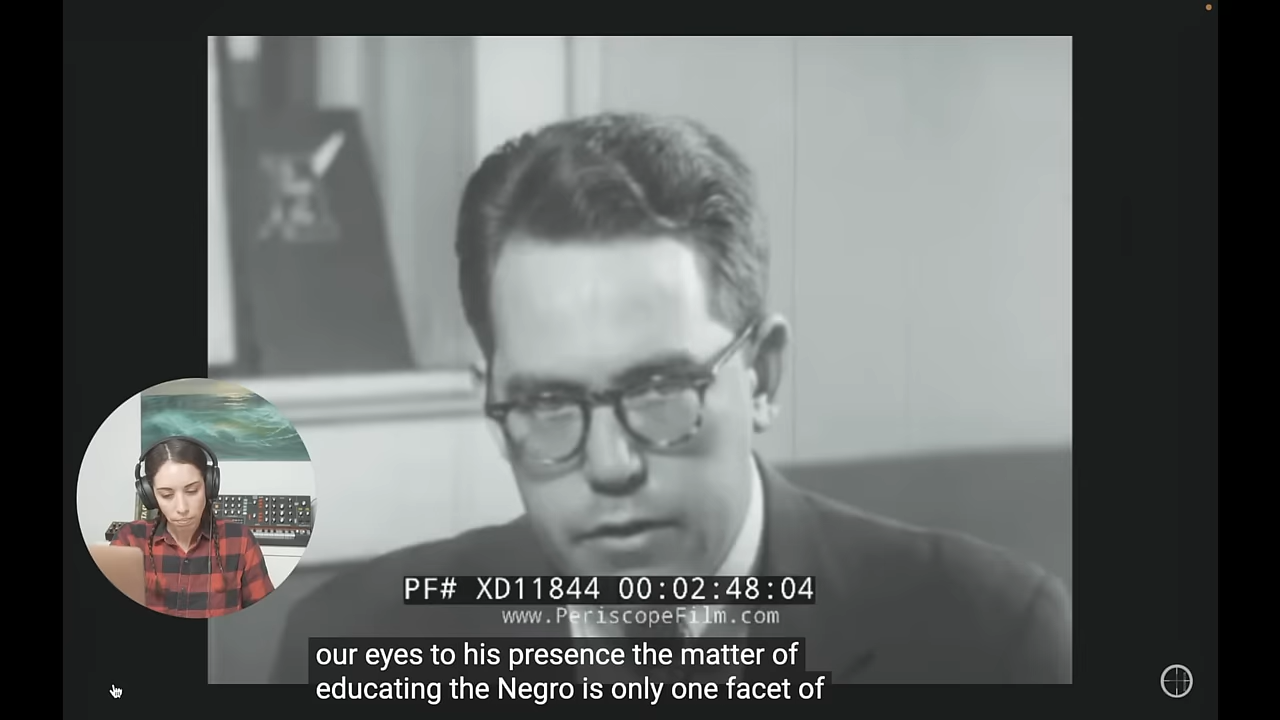 PF# XD11844 00:02:48:04
www.PeriscopeFilm.com
our eyes to his presence the matter of
educating the Negro is only one facet of